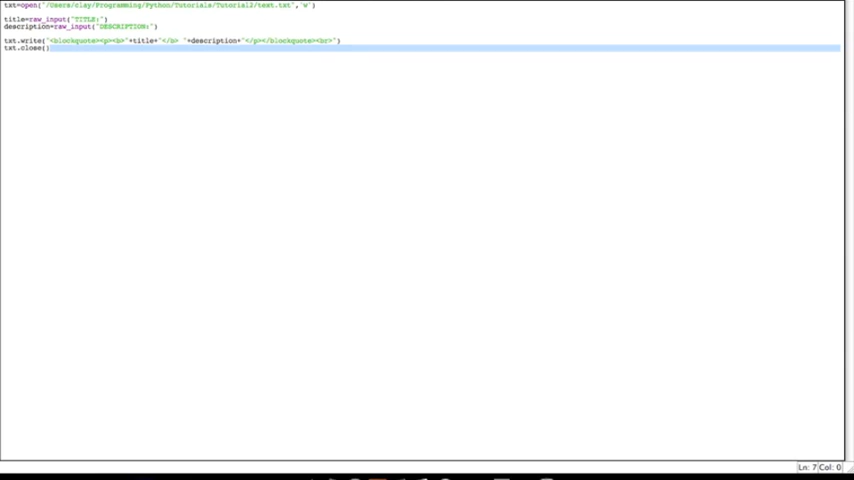 txt=open("/Users/clay/Programming/Python/Tutorials/Tutorial2/text.txt",'w')
title=raw_input("TITLE:")
description=raw_input("DESCRIPTION:")
txt.write("<blockquote><p><b>"+title+"</b> "+description+"</p></blockquote><br>")
txt.close()
Ln: 7 Col: 0